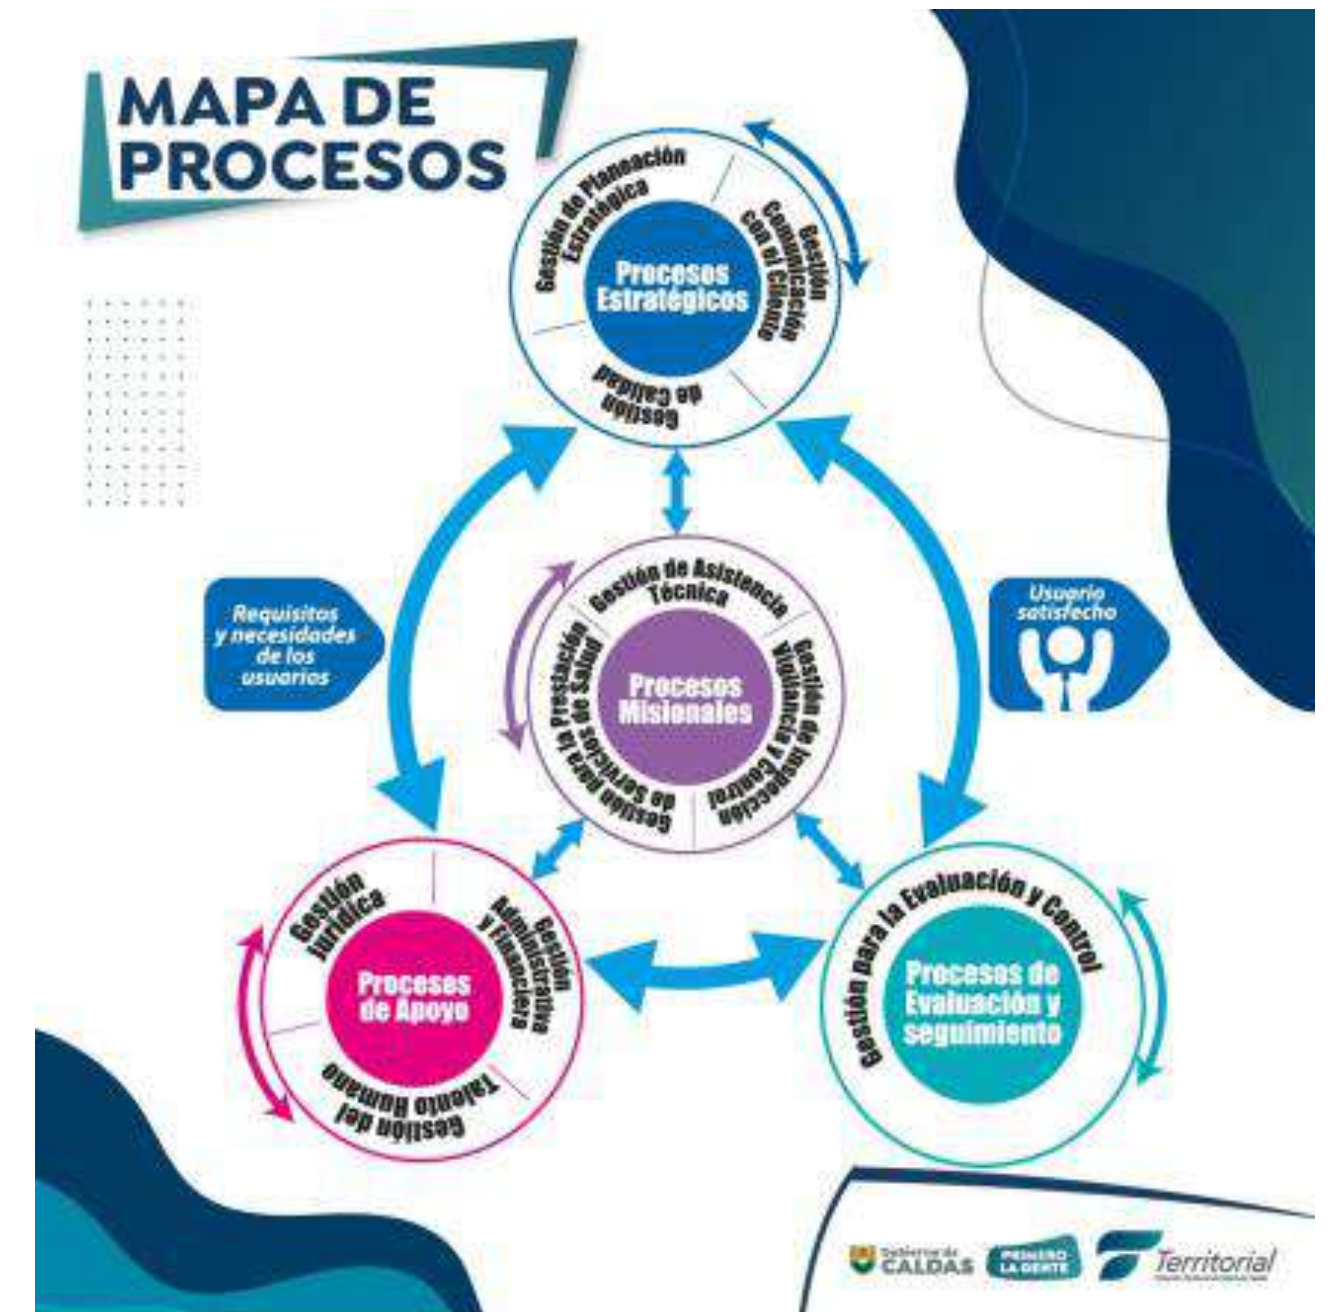 MAPA DE
PROCESOS
Gestión de Planeación
Estratégica
Gestión
Comunicación
con el Cliente
Gestión
de Calidad
Procesos
Estratégicos
Requisitos
y necesidades
de los
usuarios
Gestión de Asistencia
Técnica
Gestión de Inspección
Vigilancia y Control
Gestión para la Prestación
de Servicios de Salud
Procesos
Misionales
Usuario
satisfecho
Gestión
Jurídica
Gestión
Administrativa
y Financiera
Gestión del
Talento Humano
Procesos
de Apoyo
Gestión para la Evaluación y Control
Procesos de
Evaluación y
seguimiento
Gobierno de
CALDAS
PRIMERO
LA GENTE
Territorial